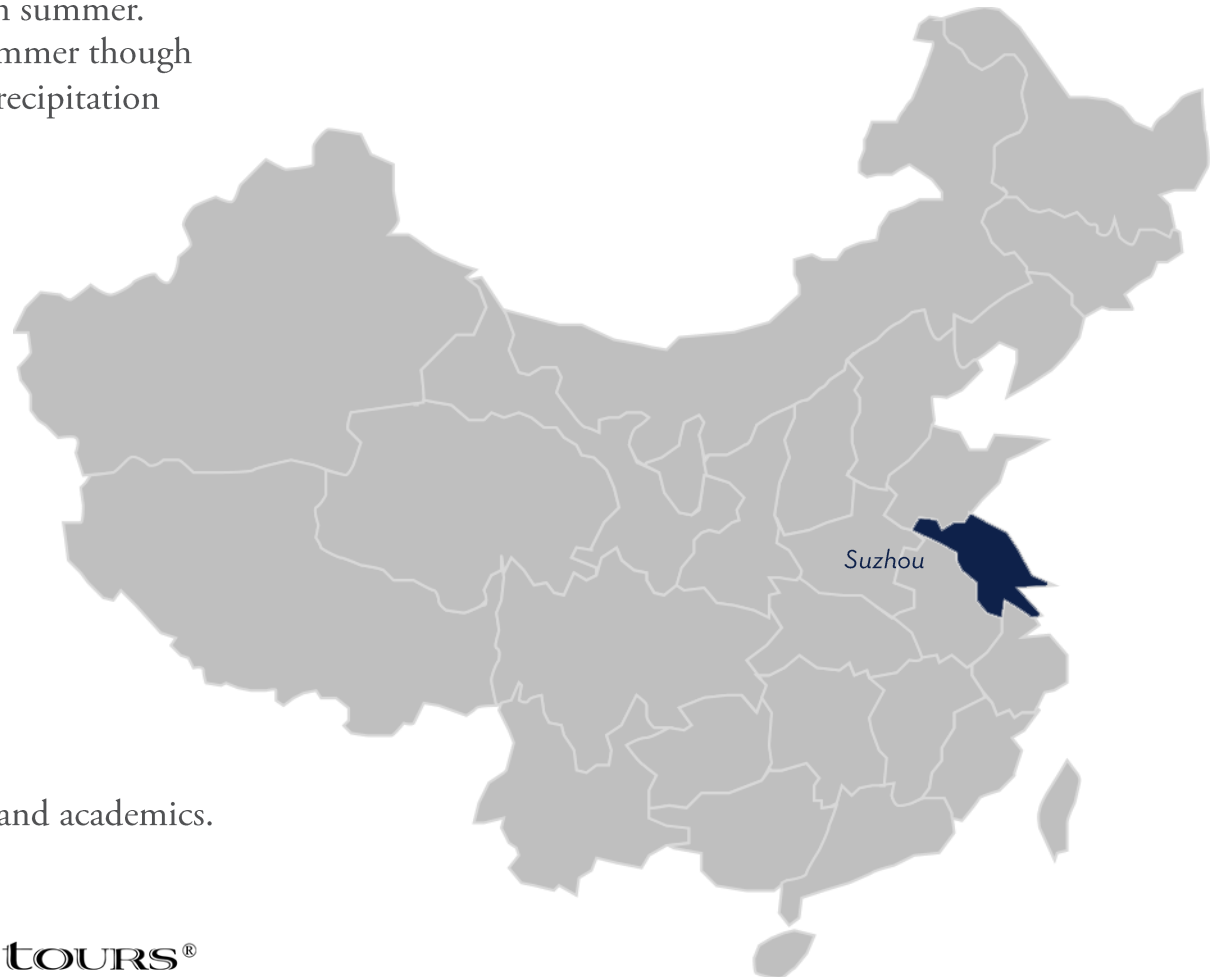 n summer.
mmer though
recipitation
Suzhou
and academics.
tours®